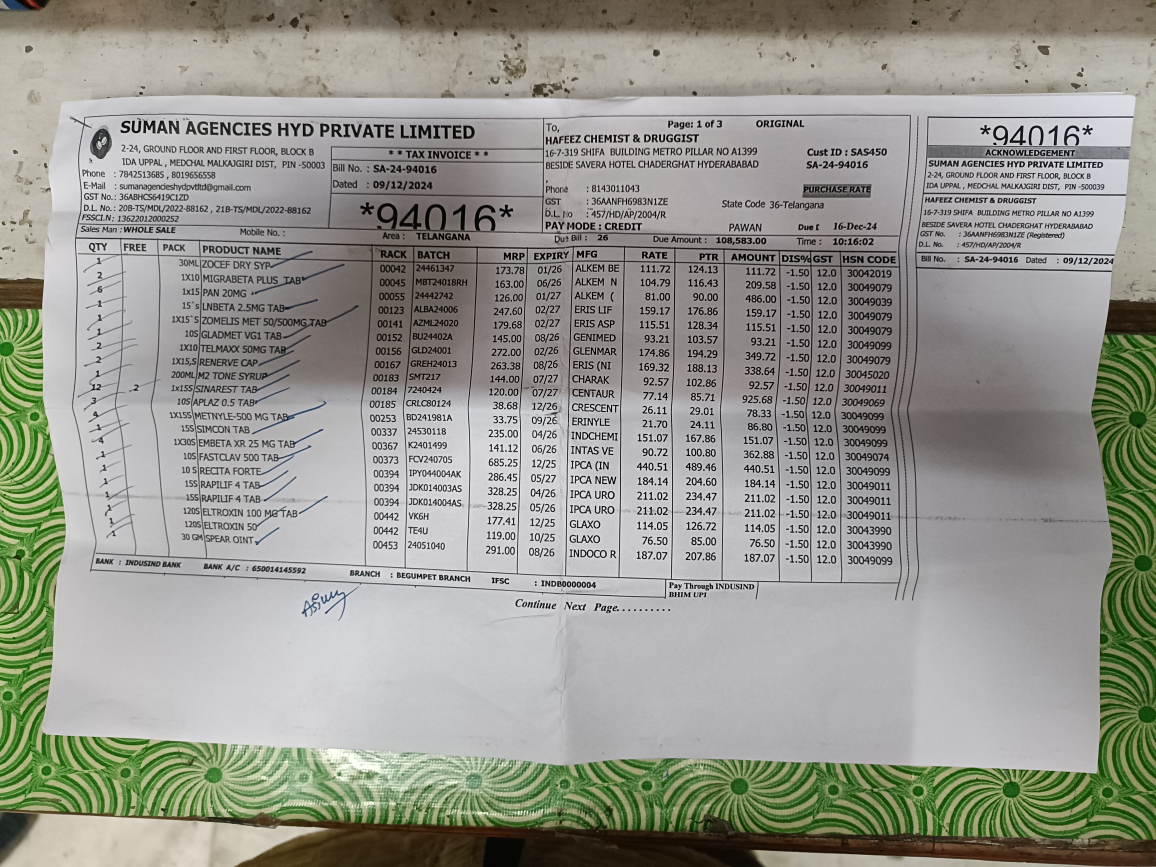 SUMAN AGENCIES HYD PRIVATE LIMITED
2-24, GROUND FLOOR AND FIRST FLOOR, BLOCK B
IDA UPPAL , MEDCHAL MALKAJGIRI DIST, PIN -500003
Phone : 7842513685 , 8019656558
E-Mail : sumanagencieshydpvtltd@gmail.com
GST No.: 36ABHCS6419C1ZD
D.L. No.: 20B-TS/MDL/2022-88162 , 21B-TS/MDL/2022-88162
FSSCI.N: 13622012000252
* * TAX INVOICE * *
Bill No. : SA-24-94016
Dated : 09/12/2024
*94016*
To, Page: 1 of 3 ORIGINAL
HAFEEZ CHEMIST & DRUGGIST
16-7-319 SHIFA BUILDING METRO PILLAR NO A1399 Cust ID : SAS450
BESIDE SAVERA HOTEL CHADERGHAT HYDERABABAD SA-24-94016
Phone : 8143011043 PURCHASE RATE
GST : 36AANFH6983N1ZE State Code 36-Telangana
D.L. No : 457/HD/AP/2004/R
PAY MODE : CREDIT PAWAN Due 16-Dec-24
Sales Man : WHOLE SALE Mobile No. : Area : TELANGANA Bill : 26 Due Amount : 108,583.00 Time : 10:16:02
QTY FREE PACK PRODUCT NAME RACK BATCH MRP EXPIRY MFG RATE PTR AMOUNT DIS% GST HSN CODE
1 30ML ZOCEF DRY SYP 00042 24461347 173.78 01/26 ALKEM BE 111.72 124.13 111.72 -1.50 12.0 30042019
2 1X10 MIGRABETA PLUS TAB 00045 MBT24018RH 163.00 06/26 ALKEM N 104.79 116.43 209.58 -1.50 12.0 30049079
6 1x15 PAN 20MG 00055 24442742 126.00 01/27 ALKEM ( 81.00 90.00 486.00 -1.50 12.0 30049039
1 15`s LNBETA 2.5MG TAB 00123 ALBA24006 247.60 02/27 ERIS LIF 159.17 176.86 159.17 -1.50 12.0 30049079
1 1X15`S ZOMELIS MET 50/500MG TAB 00141 AZML24020 179.68 02/27 ERIS ASP 115.51 128.34 115.51 -1.50 12.0 30049079
1 10S GLADMET VG1 TAB 00152 BU24402A 145.00 08/26 GENIMED 93.21 103.57 93.21 -1.50 12.0 30049099
2 1X10 TELMAXX 50MG TAB 00156 GLD24001 272.00 02/26 GLENMAR 174.86 194.29 349.72 -1.50 12.0 30049079
2 1X15,S RENERVE CAP 00167 GREH24013 263.38 08/26 ERIS (NI 169.32 188.13 338.64 -1.50 12.0 30045020
1 200ML M2 TONE SYRUP 00183 SMT217 144.00 07/27 CHARAK 92.57 102.86 92.57 -1.50 12.0 30049011
12 .2 1x15S SINAREST TAB 00184 7240424 120.00 07/27 CENTAUR 77.14 85.71 925.68 -1.50 12.0 30049069
3 10S APLAZ 0.5 TAB 00185 CRLC80124 38.68 12/26 CRESCENT 26.11 29.01 78.33 -1.50 12.0 30049099
4 1X15S METNYLE-500 MG TAB 00253 BD241981A 33.75 09/26 ERINYLE 21.70 24.11 86.80 -1.50 12.0 30049099
1 15S SIMCON TAB 00337 24530118 235.00 04/26 INDCHEMI 151.07 167.86 151.07 -1.50 12.0 30049099
4 1X30S EMBETA XR 25 MG TAB 00367 K2401499 141.12 06/26 INTAS VE 90.72 100.80 362.88 -1.50 12.0 30049074
1 10S FASTCLAV 500 TAB 00373 FCV240705 685.25 12/25 IPCA (IN 440.51 489.46 440.51 -1.50 12.0 30049099
1 10 S RECITA FORTE 00394 IPY044004AK 286.45 05/27 IPCA NEW 184.14 204.60 184.14 -1.50 12.0 30049011
1 15S RAPILIF 4 TAB 00394 JDK014003AS 328.25 04/26 IPCA URO 211.02 234.47 211.02 -1.50 12.0 30049011
1 15S RAPILIF 4 TAB 00394 JDK014004AS 328.25 05/26 IPCA URO 211.02 234.47 211.02 -1.50 12.0 30049011
1 120S ELTROXIN 100 MG TAB 00442 VK6H 177.41 12/25 GLAXO 114.05 126.72 114.05 -1.50 12.0 30043990
1 120S ELTROXIN 50 00442 TE4U 119.00 10/25 GLAXO 76.50 85.00 76.50 -1.50 12.0 30043990
1 30 GM SPEAR OINT 00453 24051040 291.00 08/26 INDOCO R 187.07 207.86 187.07 -1.50 12.0 30049099
BANK : INDUSIND BANK BANK A/C : 650014145592 BRANCH : BEGUMPET BRANCH IFSC : INDB0000004 Pay Through INDUSIND
BHIM UPI
Continue Next Page..........
*94016*
ACKNOWLEDGEMENT
SUMAN AGENCIES HYD PRIVATE LIMITED
2-24, GROUND FLOOR AND FIRST FLOOR, BLOCK B
IDA UPPAL , MEDCHAL MALKAJGIRI DIST, PIN -500039
HAFEEZ CHEMIST & DRUGGIST
16-7-319 SHIFA BUILDING METRO PILLAR NO A1399
BESIDE SAVERA HOTEL CHADERGHAT HYDERABABAD
GST No. : 36AANFH6983N1ZE (Registered)
D.L. No. : 457/HD/AP/2004/R
Bill No. : SA-24-94016 Dated : 09/12/2024